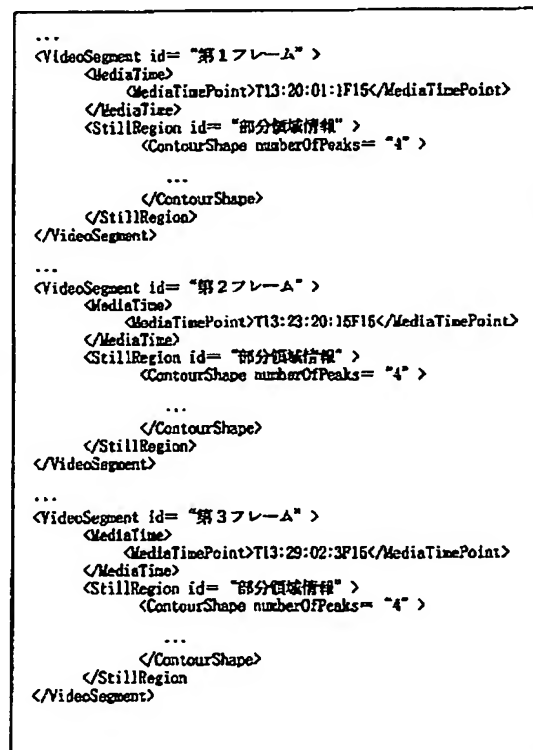 ...
<VideoSegment id= "第1フレーム" >
<MediaTime>
<MediaTimePoint>T13:20:01:1F15</MediaTimePoint>
</MediaTime>
<StillRegion id= "部分領域情報" >
<ContourShape numberOfPeaks= "4" >
...
</ContourShape>
</StillRegion>
</VideoSegment>
...
<VideoSegment id= "第2フレーム" >
<MediaTime>
<MediaTimePoint>T13:23:20:15F15</MediaTimePoint>
</MediaTime>
<StillRegion id= "部分領域情報" >
<ContourShape numberOfPeaks= "4" >
...
</ContourShape>
</StillRegion>
</VideoSegment>
...
<VideoSegment id= "第3フレーム" >
<MediaTime>
<MediaTimePoint>T13:29:02:3F15</MediaTimePoint>
</MediaTime>
<StillRegion id= "部分領域情報" >
<ContourShape numberOfPeaks= "4" >
...
</ContourShape>
</StillRegion
</VideoSegment>